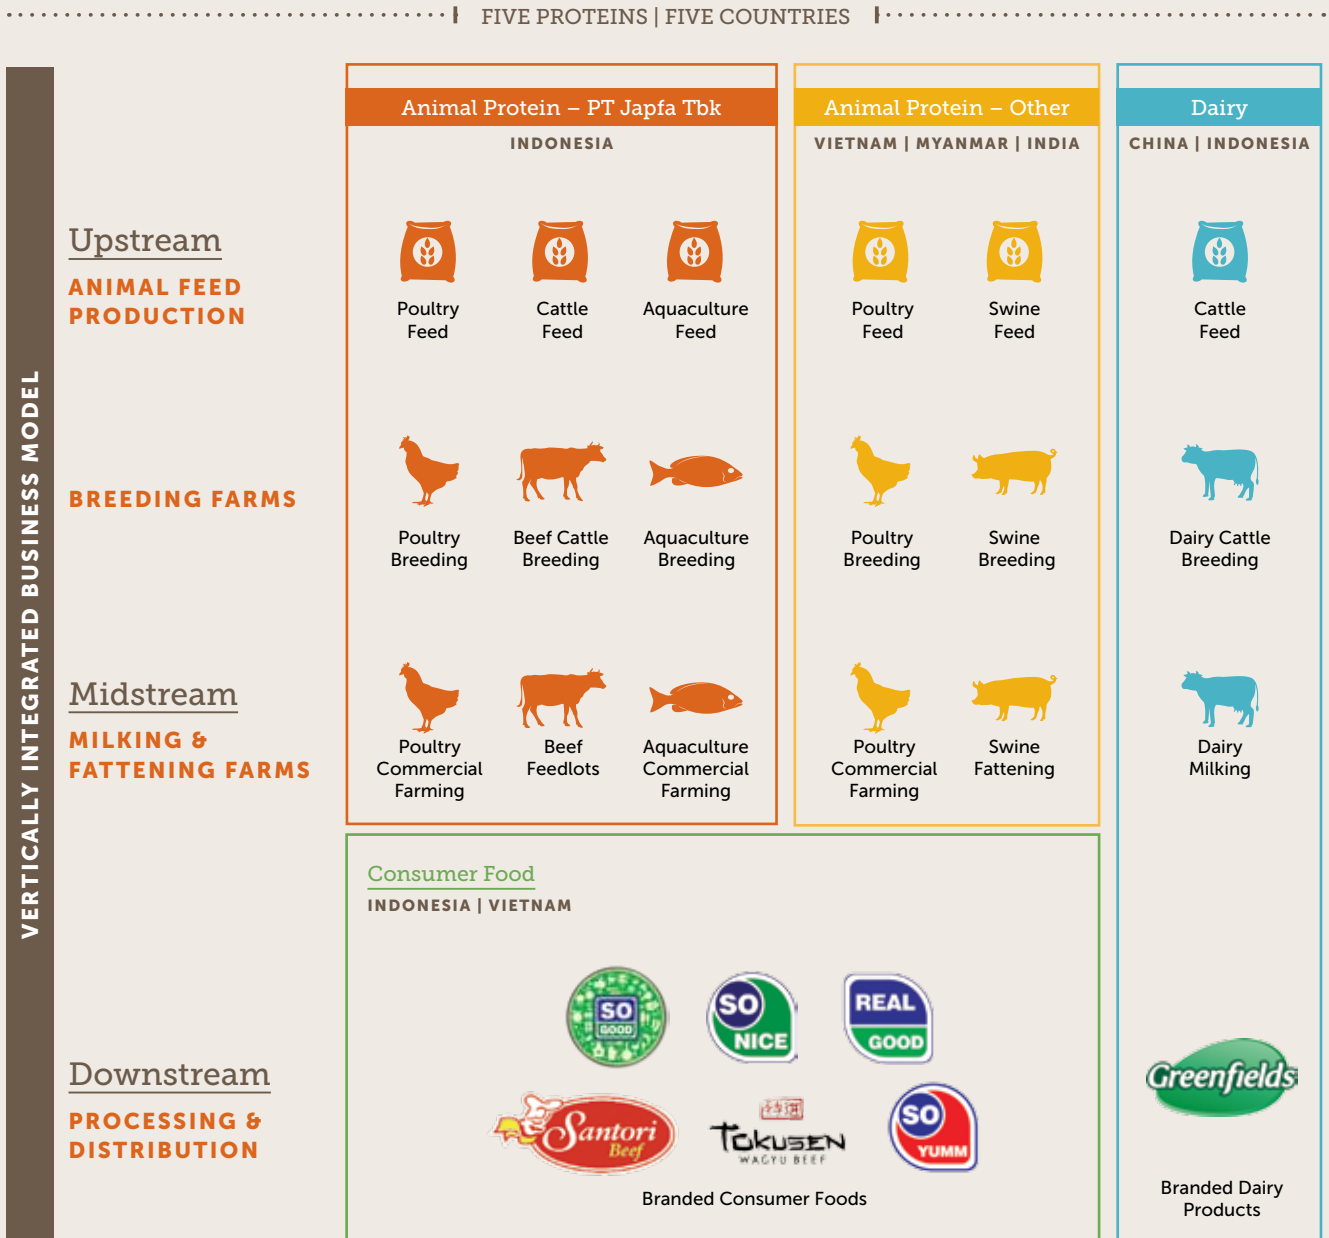 FIVE PROTEINS | FIVE COUNTRIES
VERTICALLY INTEGRATED BUSINESS MODEL
Animal Protein – PT Japfa Tbk
INDONESIA
Animal Protein – Other
VIETNAM | MYANMAR | INDIA
Dairy
CHINA | INDONESIA
Upstream
ANIMAL FEED
PRODUCTION
Poultry
Feed
Cattle
Feed
Aquaculture
Feed
Poultry
Feed
Swine
Feed
Cattle
Feed
BREEDING FARMS
Poultry
Breeding
Beef Cattle
Breeding
Aquaculture
Breeding
Poultry
Breeding
Swine
Breeding
Dairy Cattle
Breeding
Midstream
MILKING &
FATTENING FARMS
Poultry
Commercial
Farming
Beef
Feedlots
Aquaculture
Commercial
Farming
Poultry
Commercial
Farming
Swine
Fattening
Dairy
Milking
Consumer Food
INDONESIA | VIETNAM
Downstream
PROCESSING &
DISTRIBUTION
SO
GOOD
SO
NICE
REAL
GOOD
Santori
Beef
TOKUSEN
WAGYU BEEF
SO
YUMM
Branded Consumer Foods
Greenfields
Branded Dairy
Products